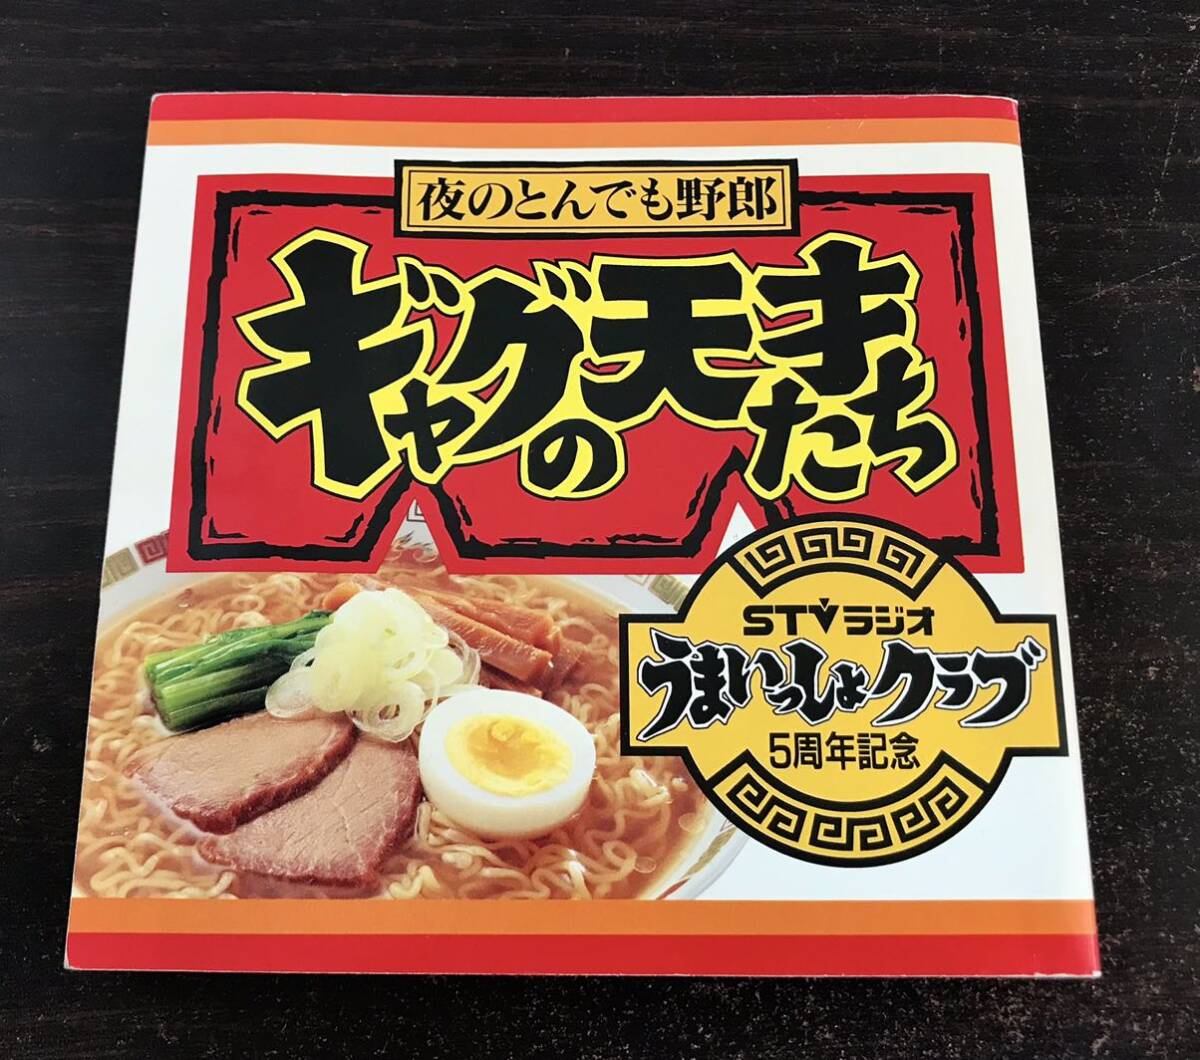 夜のとんでも野郎
ギャグの天才たち
STVラジオ
うまいっしょクラブ
5周年記念